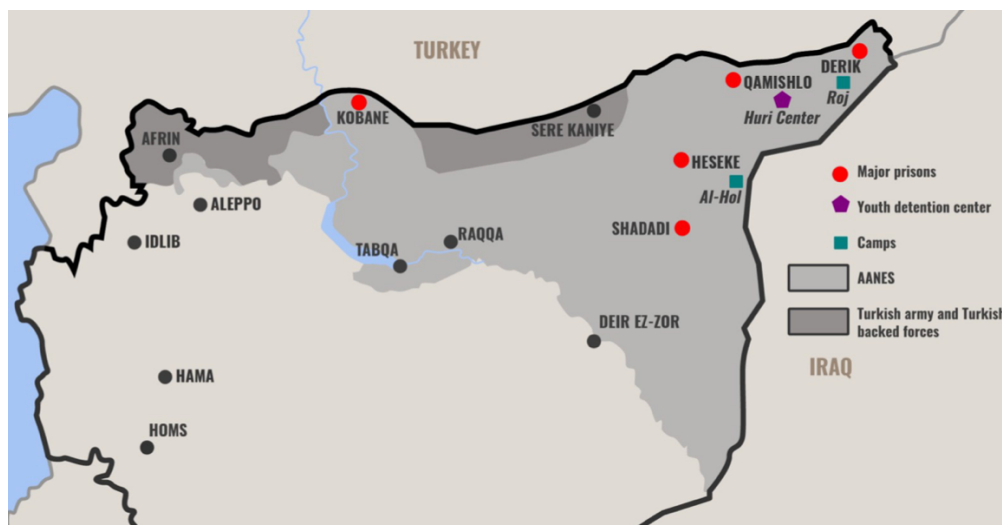 TURKEY
DERIK
QAMISHLO
Roj
Huri Center
KOBANE
SERE KANIYE
AFRIN
HESEKE
Major prisons
Al-Hol
Youth detention center
ALEPPO
SHADADI
IDLIB
RAQQA
Camps
TABQA
AANES
Turkish army and Turkish
backed forces
DEIR EZ-ZOR
IRAQ
HAMA
HOMS